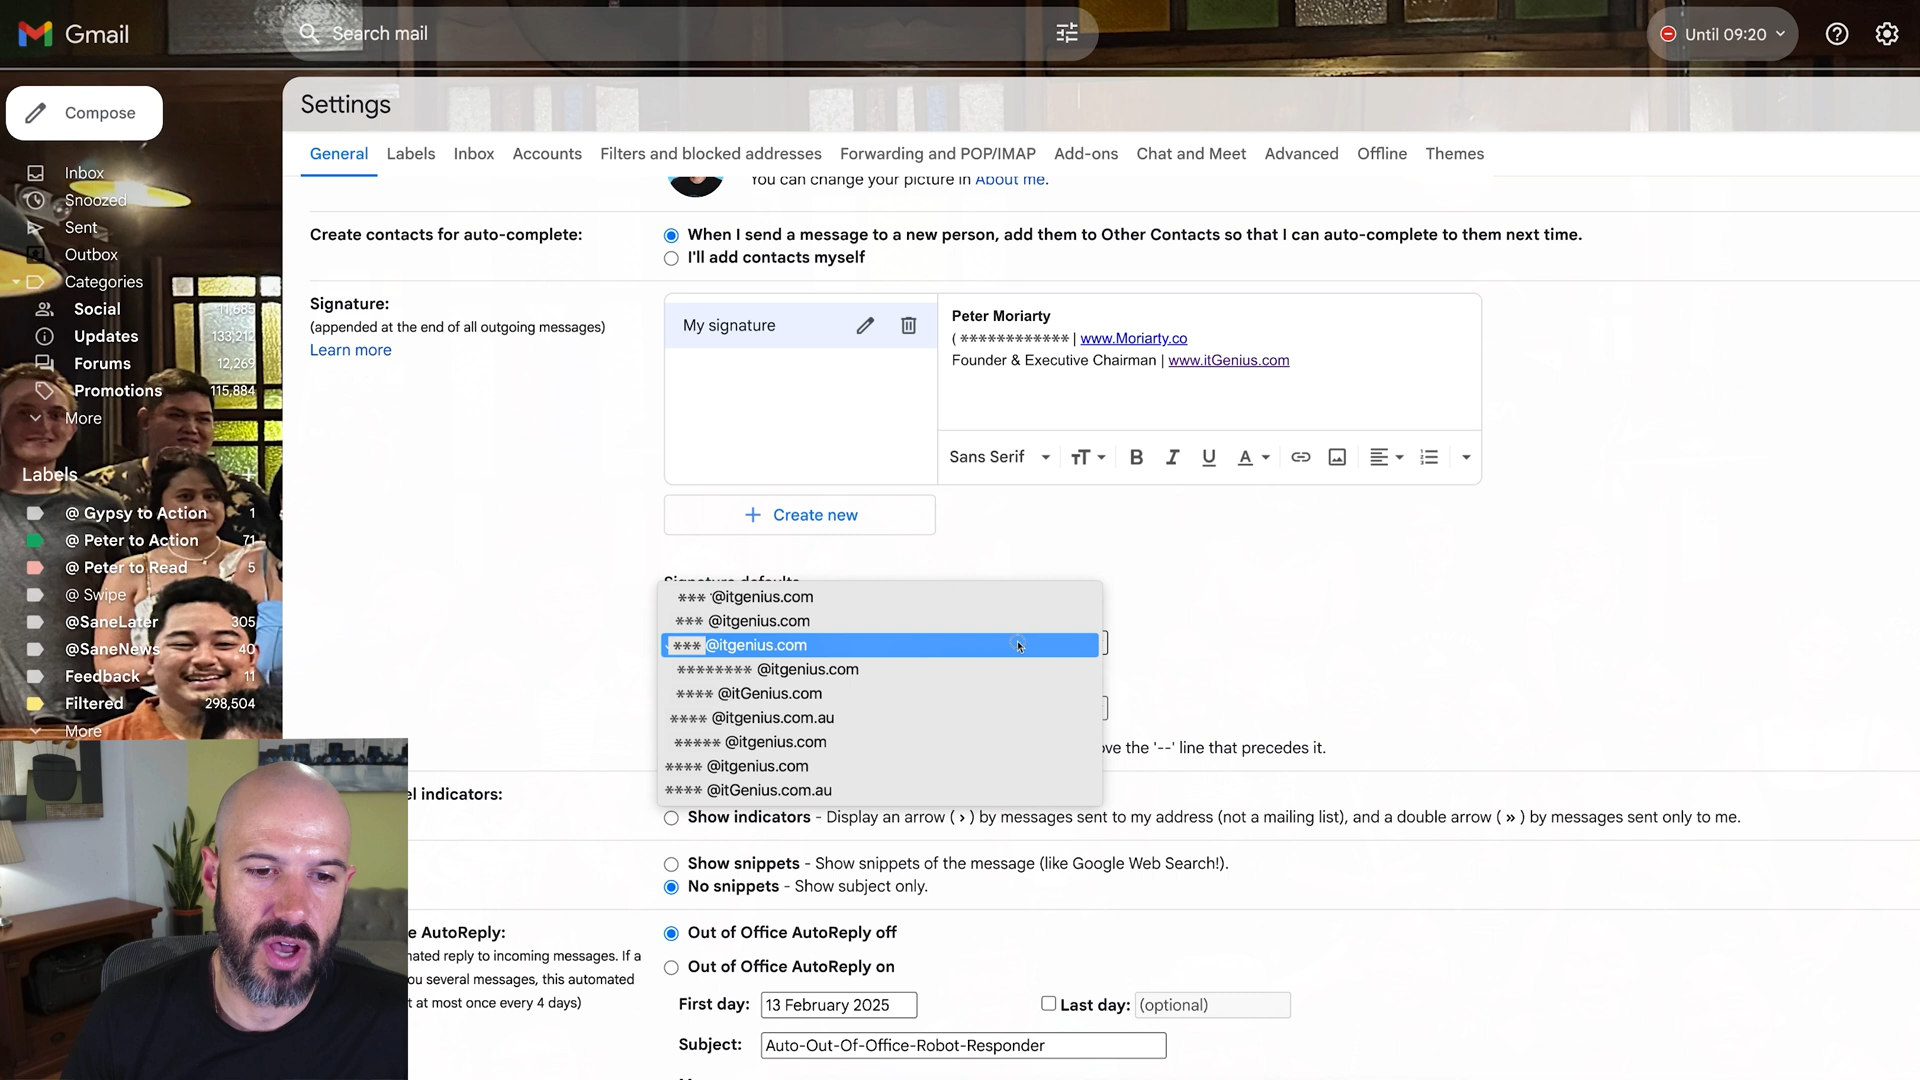 Gmail
Search mail
Until 09:20
Compose
Settings
General Labels Inbox Accounts Filters and blocked addresses Forwarding and POP/IMAP Add-ons Chat and Meet Advanced Offline Themes
Inbox
Snoozed
Sent
Outbox
Categories
Social 11,685
Updates
Forums 12,269
Promotions 115,884
More
Labels
@ Gypsy to Action 1
@ Peter to Action 71
@ Peter to Read 5
@ Swipe
@SaneLater 305
@SaneNews 40
Feedback 11
Filtered 298,504
More
You can change your picture in About me.
Create contacts for auto-complete:
When I send a message to a new person, add them to Other Contacts so that I can auto-complete to them next time.
I'll add contacts myself
Signature:
(appended at the end of all outgoing messages)
Learn more
My signature
Peter Moriarty
( ************ | www.Moriarty.co
Founder & Executive Chairman | www.itGenius.com
Sans Serif
Create new
Signature defaults
*** @itgenius.com
*** @itgenius.com
*** @itgenius.com
******** @itgenius.com
**** @itGenius.com
**** @itgenius.com.au
***** @itgenius.com
**** @itgenius.com
**** @itGenius.com.au
ove the '--' line that precedes it.
el indicators:
Show indicators - Display an arrow ( › ) by messages sent to my address (not a mailing list), and a double arrow ( » ) by messages sent only to me.
Show snippets - Show snippets of the message (like Google Web Search!).
No snippets - Show subject only.
e AutoReply:
nated reply to incoming messages. If a
ou several messages, this automated
t at most once every 4 days)
Out of Office AutoReply off
Out of Office AutoReply on
First day: 13 February 2025
Last day: (optional)
Subject: Auto-Out-Of-Office-Robot-Responder